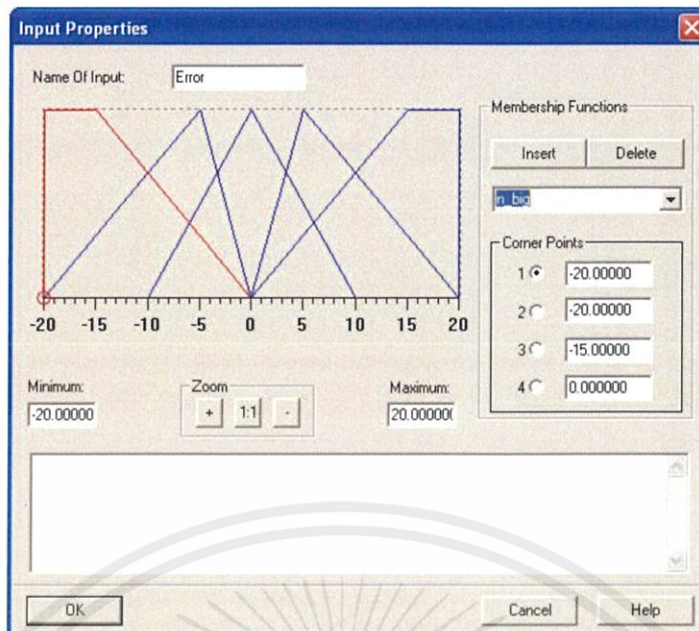 Input Properties
Name Of Input: Error
Membership Functions
Insert Delete
n_big
Corner Points
1 -20.00000
2 -20.00000
3 -15.00000
4 0.000000
-20 -15 -10 -5 0 5 10 15 20
Minimum: Zoom Maximum:
-20.00000 + 1:1 - 20.00000(
OK Cancel Help